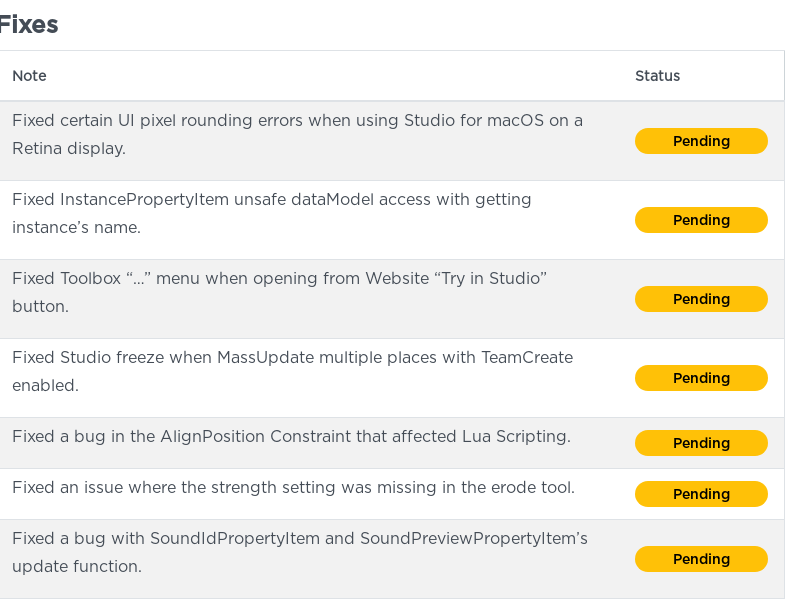 Fixes
Note Status
Fixed certain UI pixel rounding errors when using Studio for macOS on a
Retina display.
Pending
Fixed InstancePropertyItem unsafe dataModel access with getting
instance’s name.
Pending
Fixed Toolbox “...” menu when opening from Website “Try in Studio”
button.
Pending
Fixed Studio freeze when MassUpdate multiple places with TeamCreate
enabled.
Pending
Fixed a bug in the AlignPosition Constraint that affected Lua Scripting.
Pending
Fixed an issue where the strength setting was missing in the erode tool.
Pending
Fixed a bug with SoundIdPropertyItem and SoundPreviewPropertyItem’s
update function.
Pending